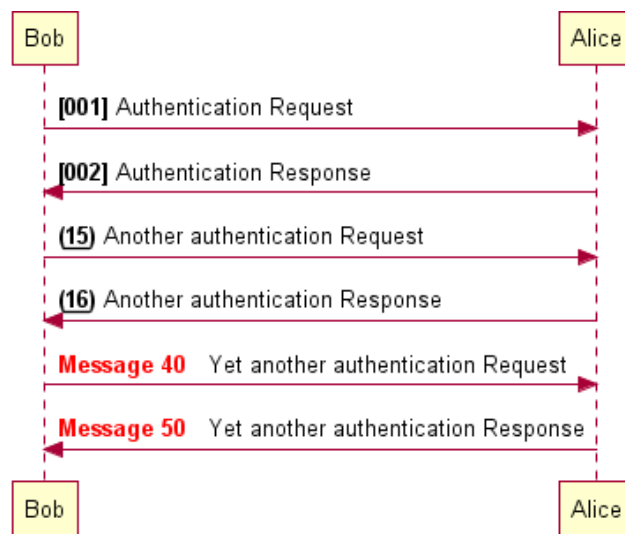 Bob Alice
[001] Authentication Request
[002] Authentication Response
(15) Another authentication Request
(16) Another authentication Response
Message 40 Yet another authentication Request
Message 50 Yet another authentication Response
Bob Alice